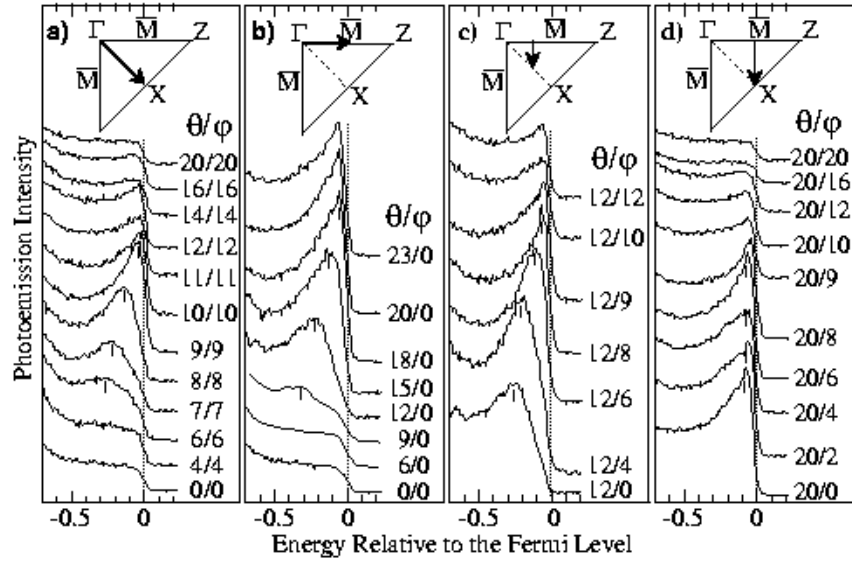 a) Γ M̅ Z
M̅
X
θ/φ
20/20
16/16
14/14
12/12
11/11
10/10
9/9
8/8
7/7
6/6
4/4
0/0
b) Γ M̅ Z
M̅
X
θ/φ
23/0
20/0
18/0
15/0
12/0
9/0
6/0
0/0
c) Γ M̅ Z
M̅
X
θ/φ
12/12
12/10
12/9
12/8
12/6
12/4
12/0
d) Γ M̅ Z
M̅
X
θ/φ
20/20
20/16
20/12
20/10
20/9
20/8
20/6
20/4
20/2
20/0
Photoemission Intensity
-0.5 0 -0.5 0 -0.5 0 -0.5 0
Energy Relative to the Fermi Level